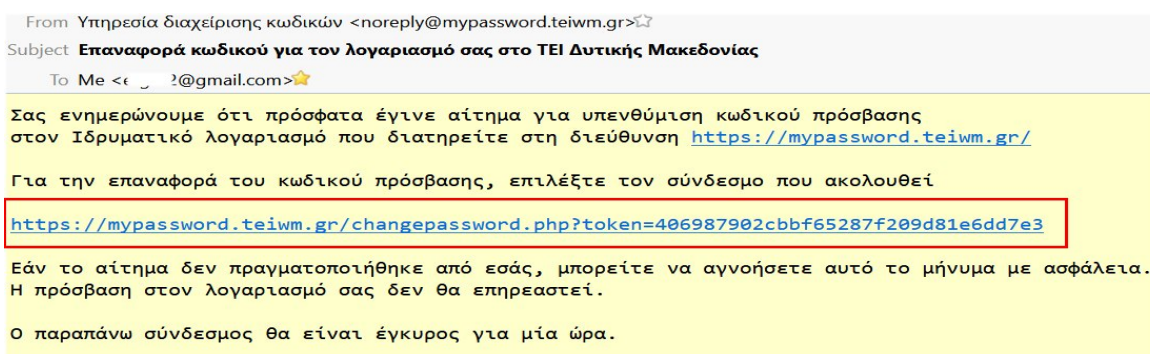 From Υπηρεσία διαχείρισης κωδικών <noreply@mypassword.teiwm.gr>
Subject Επαναφορά κωδικού για τον λογαριασμό σας στο ΤΕΙ Δυτικής Μακεδονίας
To Me 2@gmail.com>
Σας ενημερώνουμε ότι πρόσφατα έγινε αίτημα για υπενθύμιση κωδικού πρόσβασης
στον Ιδρυματικό λογαριασμό που διατηρείτε στη διεύθυνση https://mypassword.teiwm.gr/
Για την επαναφορά του κωδικού πρόσβασης, επιλέξτε τον σύνδεσμο που ακολουθεί
https://mypassword.teiwm.gr/changepassword.php?token=406987902cbbf65287f209d81e6dd7e3
Εάν το αίτημα δεν πραγματοποιήθηκε από εσάς, μπορείτε να αγνοήσετε αυτό το μήνυμα με ασφάλεια.
Η πρόσβαση στον λογαριασμό σας δεν θα επηρεαστεί.
Ο παραπάνω σύνδεσμος θα είναι έγκυρος για μία ώρα.